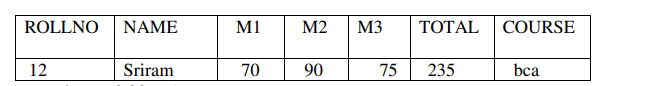 ROLLNO NAME M1 M2 M3 TOTAL COURSE
12 Sriram 70 90 75 235 bca